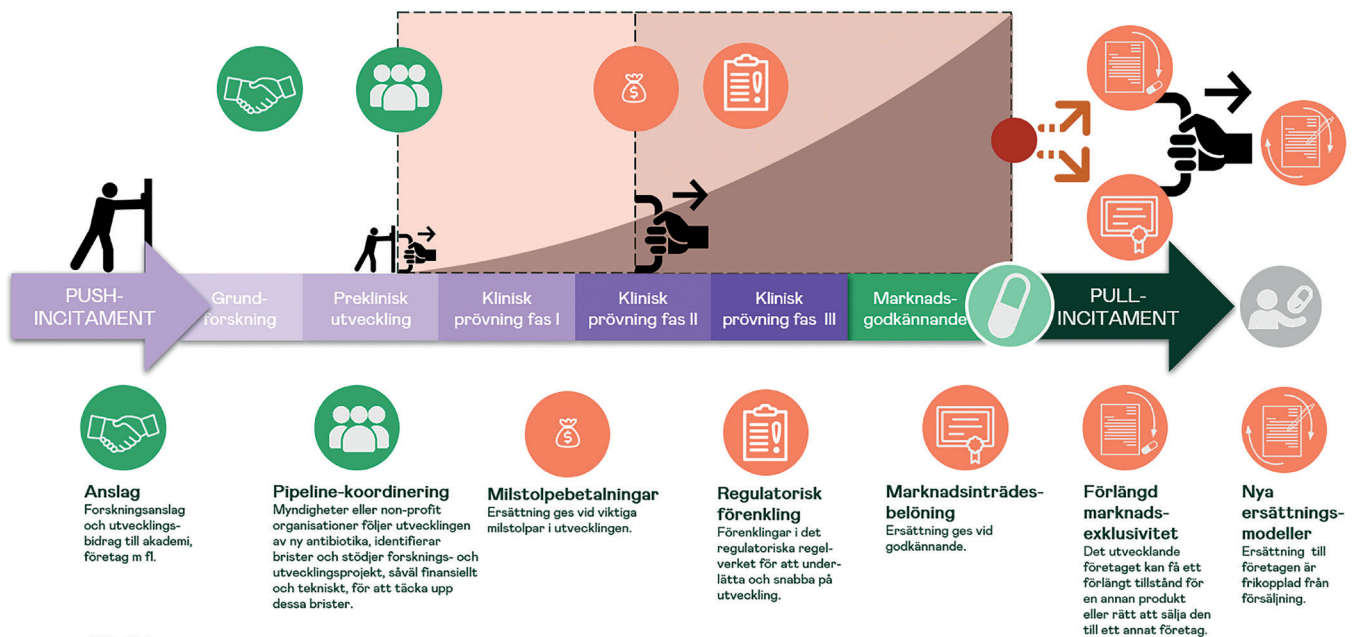 PUSH-
INCITAMENT
Grund-
forskning
Preklinisk
utveckling
Klinisk
prövning fas I
Klinisk
prövning fas II
Klinisk
prövning fas III
Marknads-
godkännande
PULL-
INCITAMENT
Anslag
Forskningsanslag
och utvecklings-
bidrag till akademi,
företag m fl.
Pipeline-koordinering
Myndigheter eller non-profit
organisationer följer utvecklingen
av ny antibiotika, identifierar
brister och stödjer forsknings- och
utvecklingsprojekt, såväl finansiellt
och tekniskt, för att täcka upp
dessa brister.
Milstolpebetalningar
Ersättning ges vid viktiga
milstolpar i utvecklingen.
Regulatorisk
förenkling
Förenklingar i det
regulatoriska regel-
verket för att under-
lätta och snabba på
utveckling.
Marknadsinträdes-
belöning
Ersättning ges vid
godkännande.
Förlängd
marknads-
exklusivitet
Det utvecklande
företaget kan få ett
förlängt tillstånd för
en annan produkt
eller rätt att sälja den
till ett annat företag.
Nya
ersättnings-
modeller
Ersättning till
företagen är
frikopplad från
försäljning.